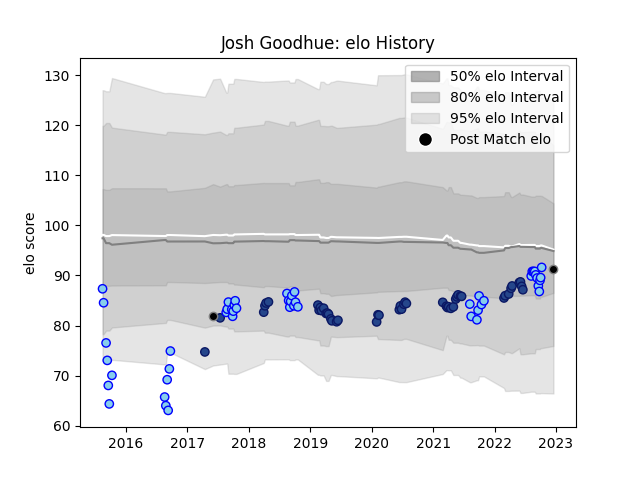 Josh Goodhue: elo History
130
120
110
100
90
80
70
60
elo score
50% elo Interval
80% elo Interval
95% elo Interval
Post Match elo
2016 2017 2018 2019 2020 2021 2022 2023